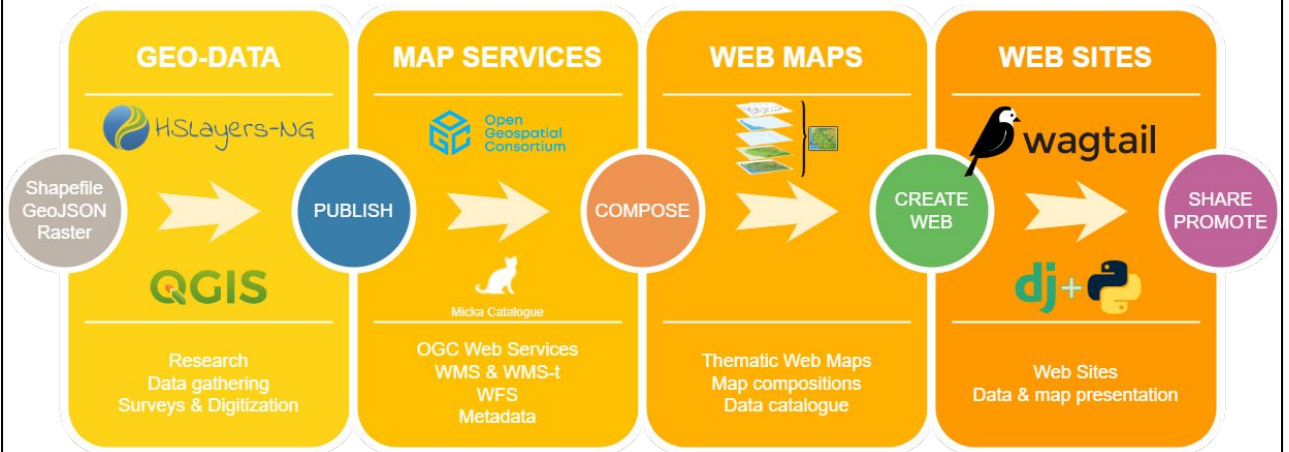 GEO-DATA
MAP SERVICES
WEB MAPS
WEB SITES
HSLayers-NG
OGC
Open
Geospatial
Consortium
wagtail
Shapefile
GeoJSON
Raster
PUBLISH
COMPOSE
CREATE
WEB
SHARE
PROMOTE
QGIS
Micka Catalogue
dj+
Research
Data gathering
Surveys & Digitization
OGC Web Services
WMS & WMS-t
WFS
Metadata
Thematic Web Maps
Map compositions
Data catalogue
Web Sites
Data & map presentation